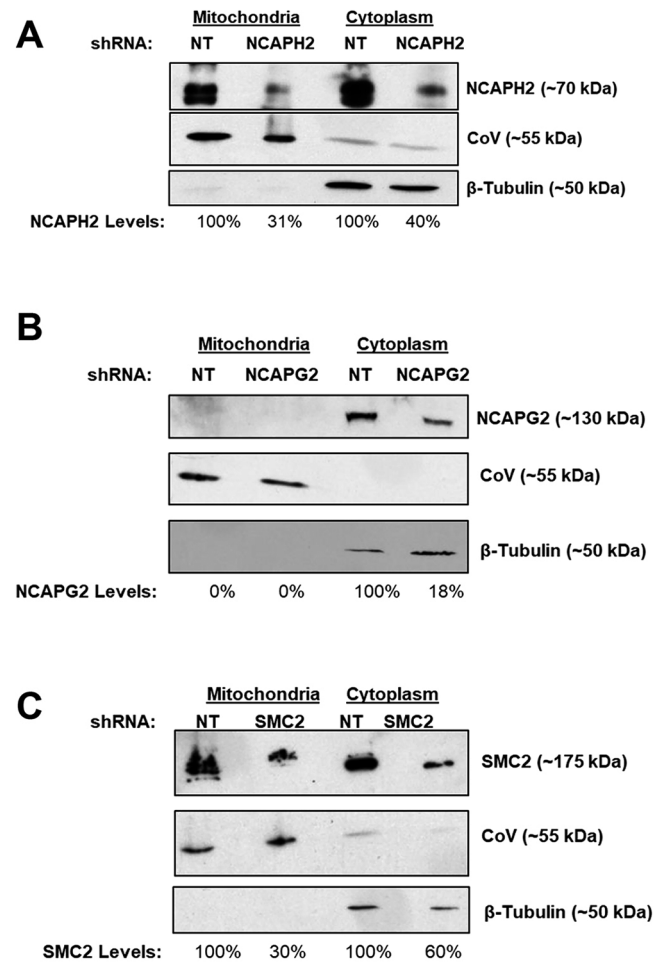 A
Mitochondria Cytoplasm
shRNA: NT NCAPH2 NT NCAPH2
NCAPH2 (~70 kDa)
CoV (~55 kDa)
β-Tubulin (~50 kDa)
NCAPH2 Levels: 100% 31% 100% 40%
B
Mitochondria Cytoplasm
shRNA: NT NCAPG2 NT NCAPG2
NCAPG2 (~130 kDa)
CoV (~55 kDa)
β-Tubulin (~50 kDa)
NCAPG2 Levels: 0% 0% 100% 18%
C
Mitochondria Cytoplasm
shRNA: NT SMC2 NT SMC2
SMC2 (~175 kDa)
CoV (~55 kDa)
β-Tubulin (~50 kDa)
SMC2 Levels: 100% 30% 100% 60%